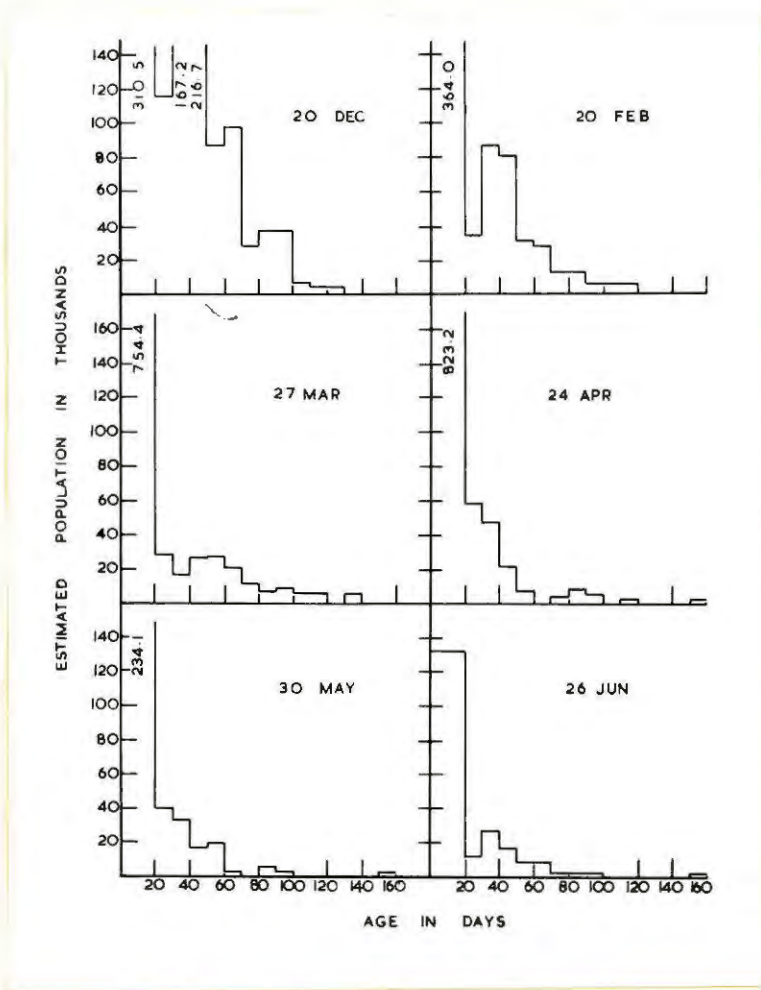 ESTIMATED POPULATION IN THOUSANDS
140
120
100
80
60
40
20
310.5
167.2
216.7
20 DEC
364.0
20 FEB
160
140
120
100
80
60
40
20
754.4
27 MAR
823.2
24 APR
140
120
100
80
60
40
20
234.1
30 MAY
26 JUN
20 40 60 80 100 120 140 160
20 40 60 80 100 120 140 160
AGE IN DAYS